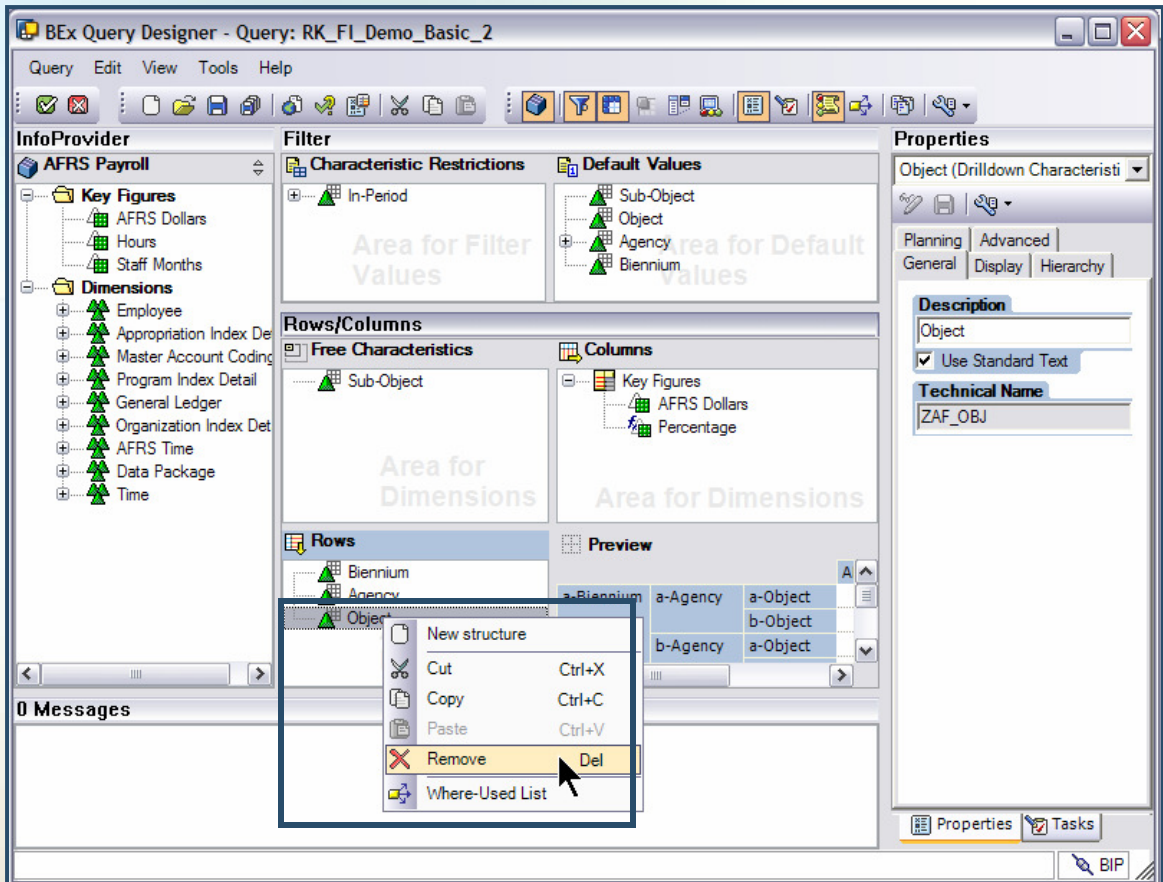 BEx Query Designer - Query: RK_FI_Demo_Basic_2
Query Edit View Tools Help
InfoProvider
AFRS Payroll
Key Figures
AFRS Dollars
Hours
Staff Months
Dimensions
Employee
Appropriation Index De
Master Account Coding
Program Index Detail
General Ledger
Organization Index Det
AFRS Time
Data Package
Time
Filter
Characteristic Restrictions
In-Period
Area for Filter
Values
Default Values
Sub-Object
Object
Agency
Biennium
Area for Default
Values
Rows/Columns
Free Characteristics
Sub-Object
Area for
Dimensions
Columns
Key Figures
AFRS Dollars
Percentage
Area for Dimensions
Rows
Biennium
Agency
Object
Preview
A
a-Biennium a-Agency a-Object
b-Object
b-Agency a-Object
New structure
Cut Ctrl+X
Copy Ctrl+C
Paste Ctrl+V
Remove Del
Where-Used List
0 Messages
Properties
Object (Drilldown Characteristi
Planning Advanced
General Display Hierarchy
Description
Object
Use Standard Text
Technical Name
ZAF_OBJ
Properties Tasks
BIP